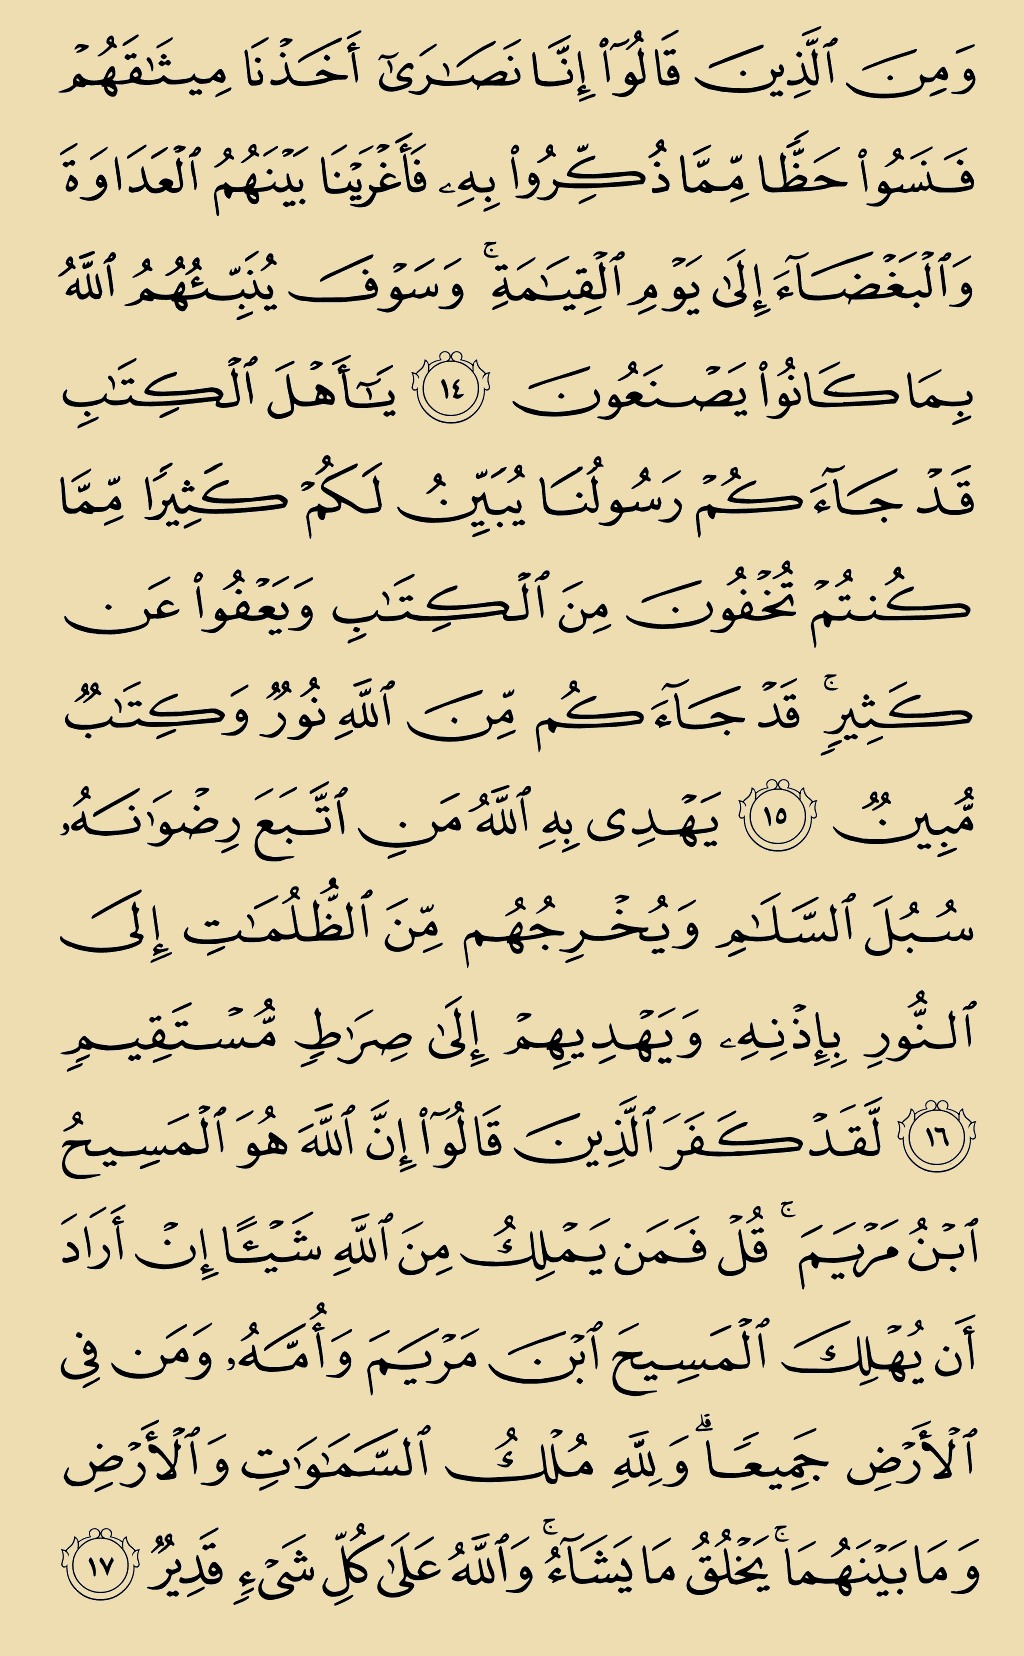 وَمِنَ ٱلَّذِينَ قَالُوٓا۟ إِنَّا نَصَـٰرَىٰٓ أَخَذْنَا مِيثَـٰقَهُمْ
فَنَسُوا۟ حَظًّا مِّمَّا ذُكِّرُوا۟ بِهِۦ فَأَغْرَيْنَا بَيْنَهُمُ ٱلْعَدَاوَةَ
وَٱلْبَغْضَآءَ إِلَىٰ يَوْمِ ٱلْقِيَـٰمَةِ ۚ وَسَوْفَ يُنَبِّئُهُمُ ٱللَّهُ
بِمَا كَانُوا۟ يَصْنَعُونَ ١٤ يَـٰٓأَهْلَ ٱلْكِتَـٰبِ
قَدْ جَآءَكُمْ رَسُولُنَا يُبَيِّنُ لَكُمْ كَثِيرًا مِّمَّا
كُنتُمْ تُخْفُونَ مِنَ ٱلْكِتَـٰبِ وَيَعْفُوا۟ عَن
كَثِيرٍ ۚ قَدْ جَآءَكُم مِّنَ ٱللَّهِ نُورٌ وَكِتَـٰبٌ
مُّبِينٌ ١٥ يَهْدِى بِهِ ٱللَّهُ مَنِ ٱتَّبَعَ رِضْوَٰنَهُۥ
سُبُلَ ٱلسَّلَـٰمِ وَيُخْرِجُهُم مِّنَ ٱلظُّلُمَـٰتِ إِلَى
ٱلنُّورِ بِإِذْنِهِۦ وَيَهْدِيهِمْ إِلَىٰ صِرَٰطٍ مُّسْتَقِيمٍ
١٦ لَّقَدْ كَفَرَ ٱلَّذِينَ قَالُوٓا۟ إِنَّ ٱللَّهَ هُوَ ٱلْمَسِيحُ
ٱبْنُ مَرْيَمَ ۚ قُلْ فَمَن يَمْلِكُ مِنَ ٱللَّهِ شَيْـًٔا إِنْ أَرَادَ
أَن يُهْلِكَ ٱلْمَسِيحَ ٱبْنَ مَرْيَمَ وَأُمَّهُۥ وَمَن فِى
ٱلْأَرْضِ جَمِيعًا ۗ وَلِلَّهِ مُلْكُ ٱلسَّمَـٰوَٰتِ وَٱلْأَرْضِ
وَمَا بَيْنَهُمَا ۚ يَخْلُقُ مَا يَشَآءُ ۚ وَٱللَّهُ عَلَىٰ كُلِّ شَىْءٍ قَدِيرٌ ١٧